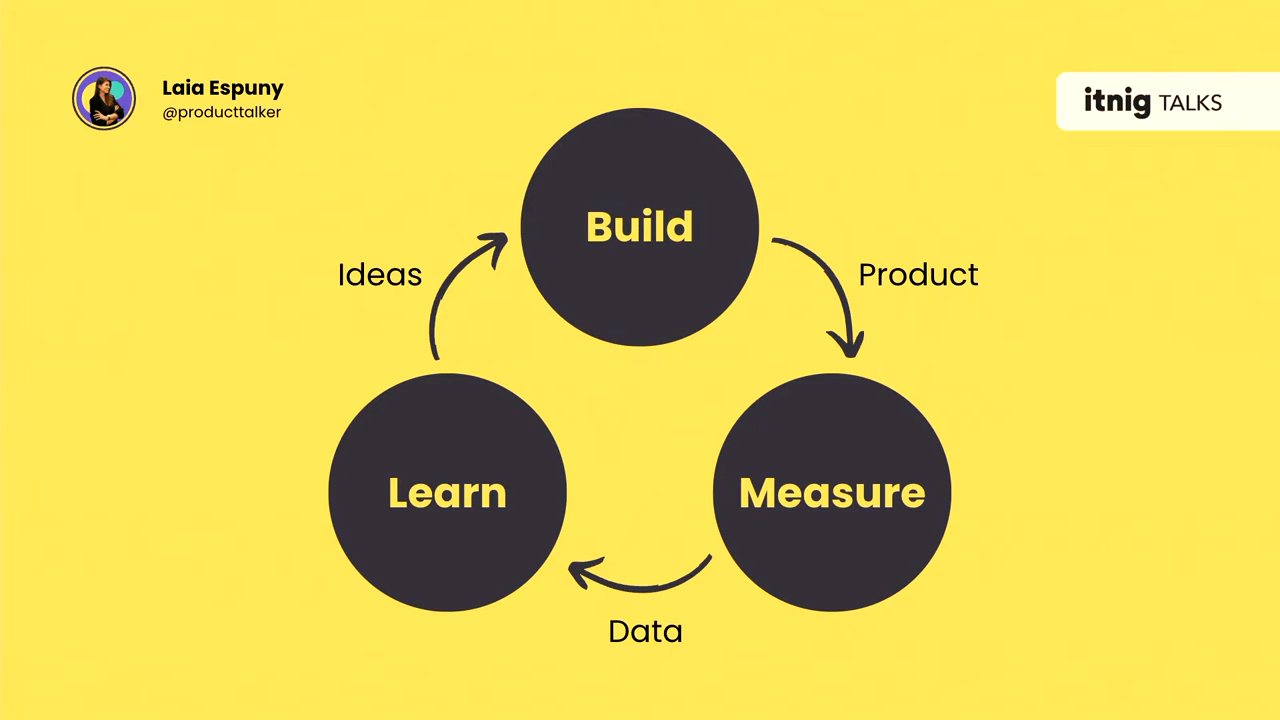 Laia Espuny
@producttalker
itnig TALKS
Build
Ideas
Product
Learn
Measure
Data